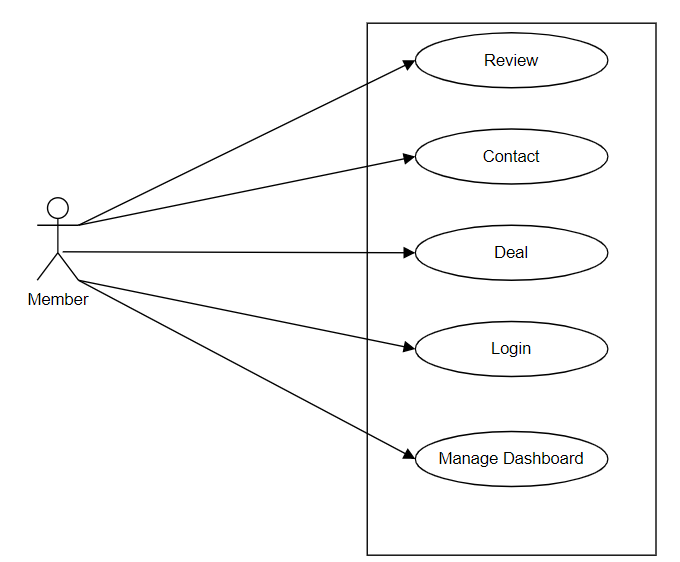 Review
Contact
Deal
Login
Manage Dashboard
Member